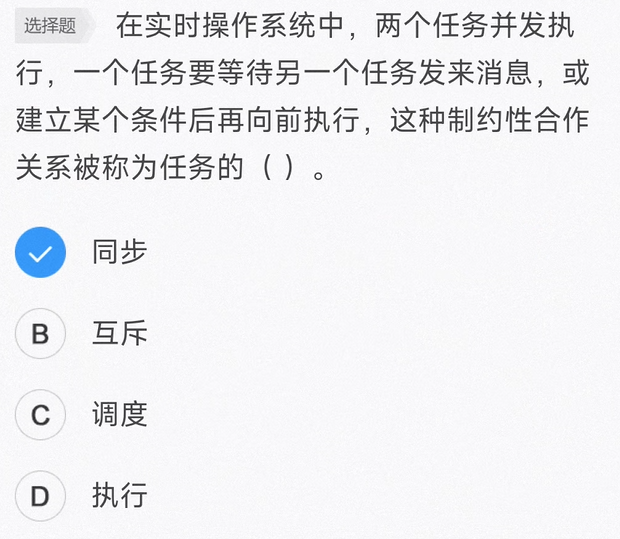 选择题 在实时操作系统中，两个任务并发执
行，一个任务要等待另一个任务发来消息，或
建立某个条件后再向前执行，这种制约性合作
关系被称为任务的（ ）。
同步
B 互斥
C 调度
D 执行